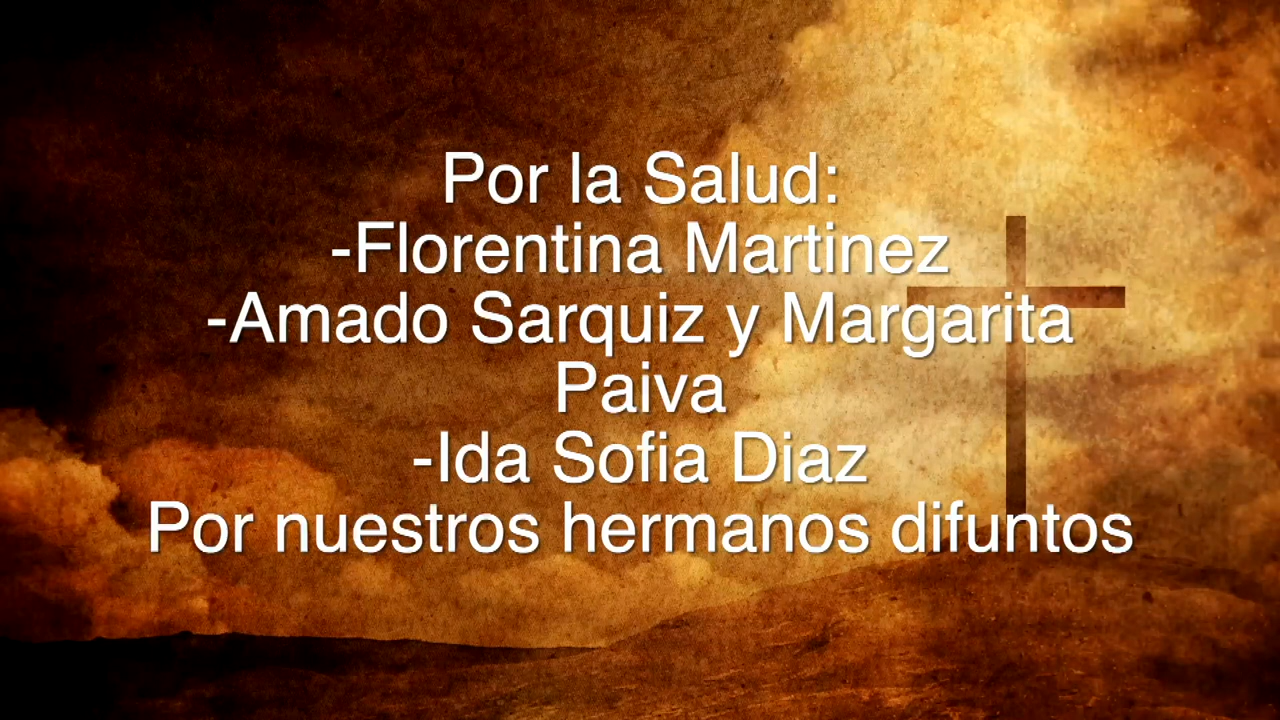 Por la Salud:
-Florentina Martinez
-Amado Sarquiz y Margarita
Paiva
-Ida Sofia Diaz
Por nuestros hermanos difuntos